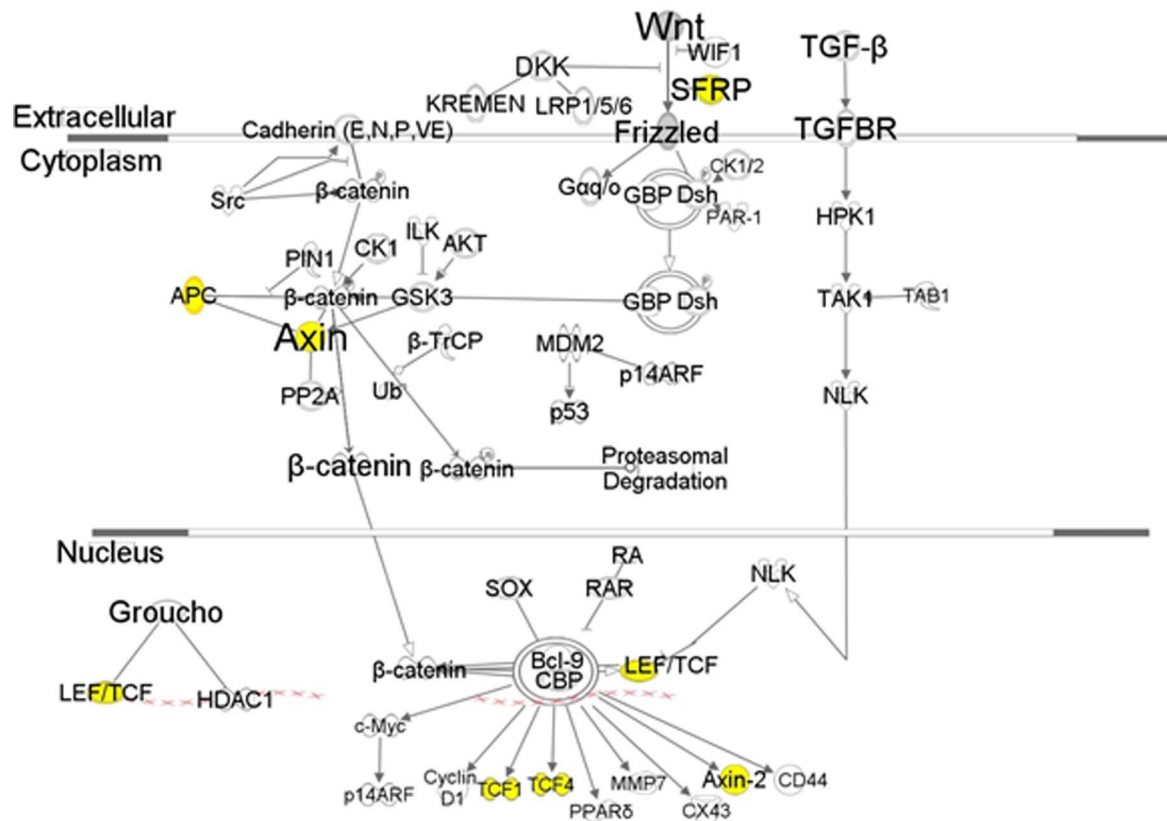 Wnt
WIF1
TGF-β
DKK
SFRP
KREMEN
LRP1/5/6
Extracellular
Cadherin (E,N,P,VE)
Frizzled
TGFBR
Cytoplasm
CK1/2
P
P
Src
β-catenin
Gαq/o
GBP Dsh
PAR-1
HPK1
ILK
CK1
AKT
PIN1
P
P
APC
β-catenin
GSK3
GBP Dsh
TAK1
TAB1
Axin
β-TrCP
MDM2
p14ARF
PP2A
Ub
p53
NLK
β-catenin
β-catenin
Proteasomal
Degradation
Nucleus
RA
SOX
RAR
NLK
Groucho
Bcl-9
CBP
β-catenin
LEF/TCF
LEF/TCF
HDAC1
c-Myc
p14ARF
Cyclin
D1
TCF1
TCF4
PPARδ
MMP7
CX43
Axin-2
CD44